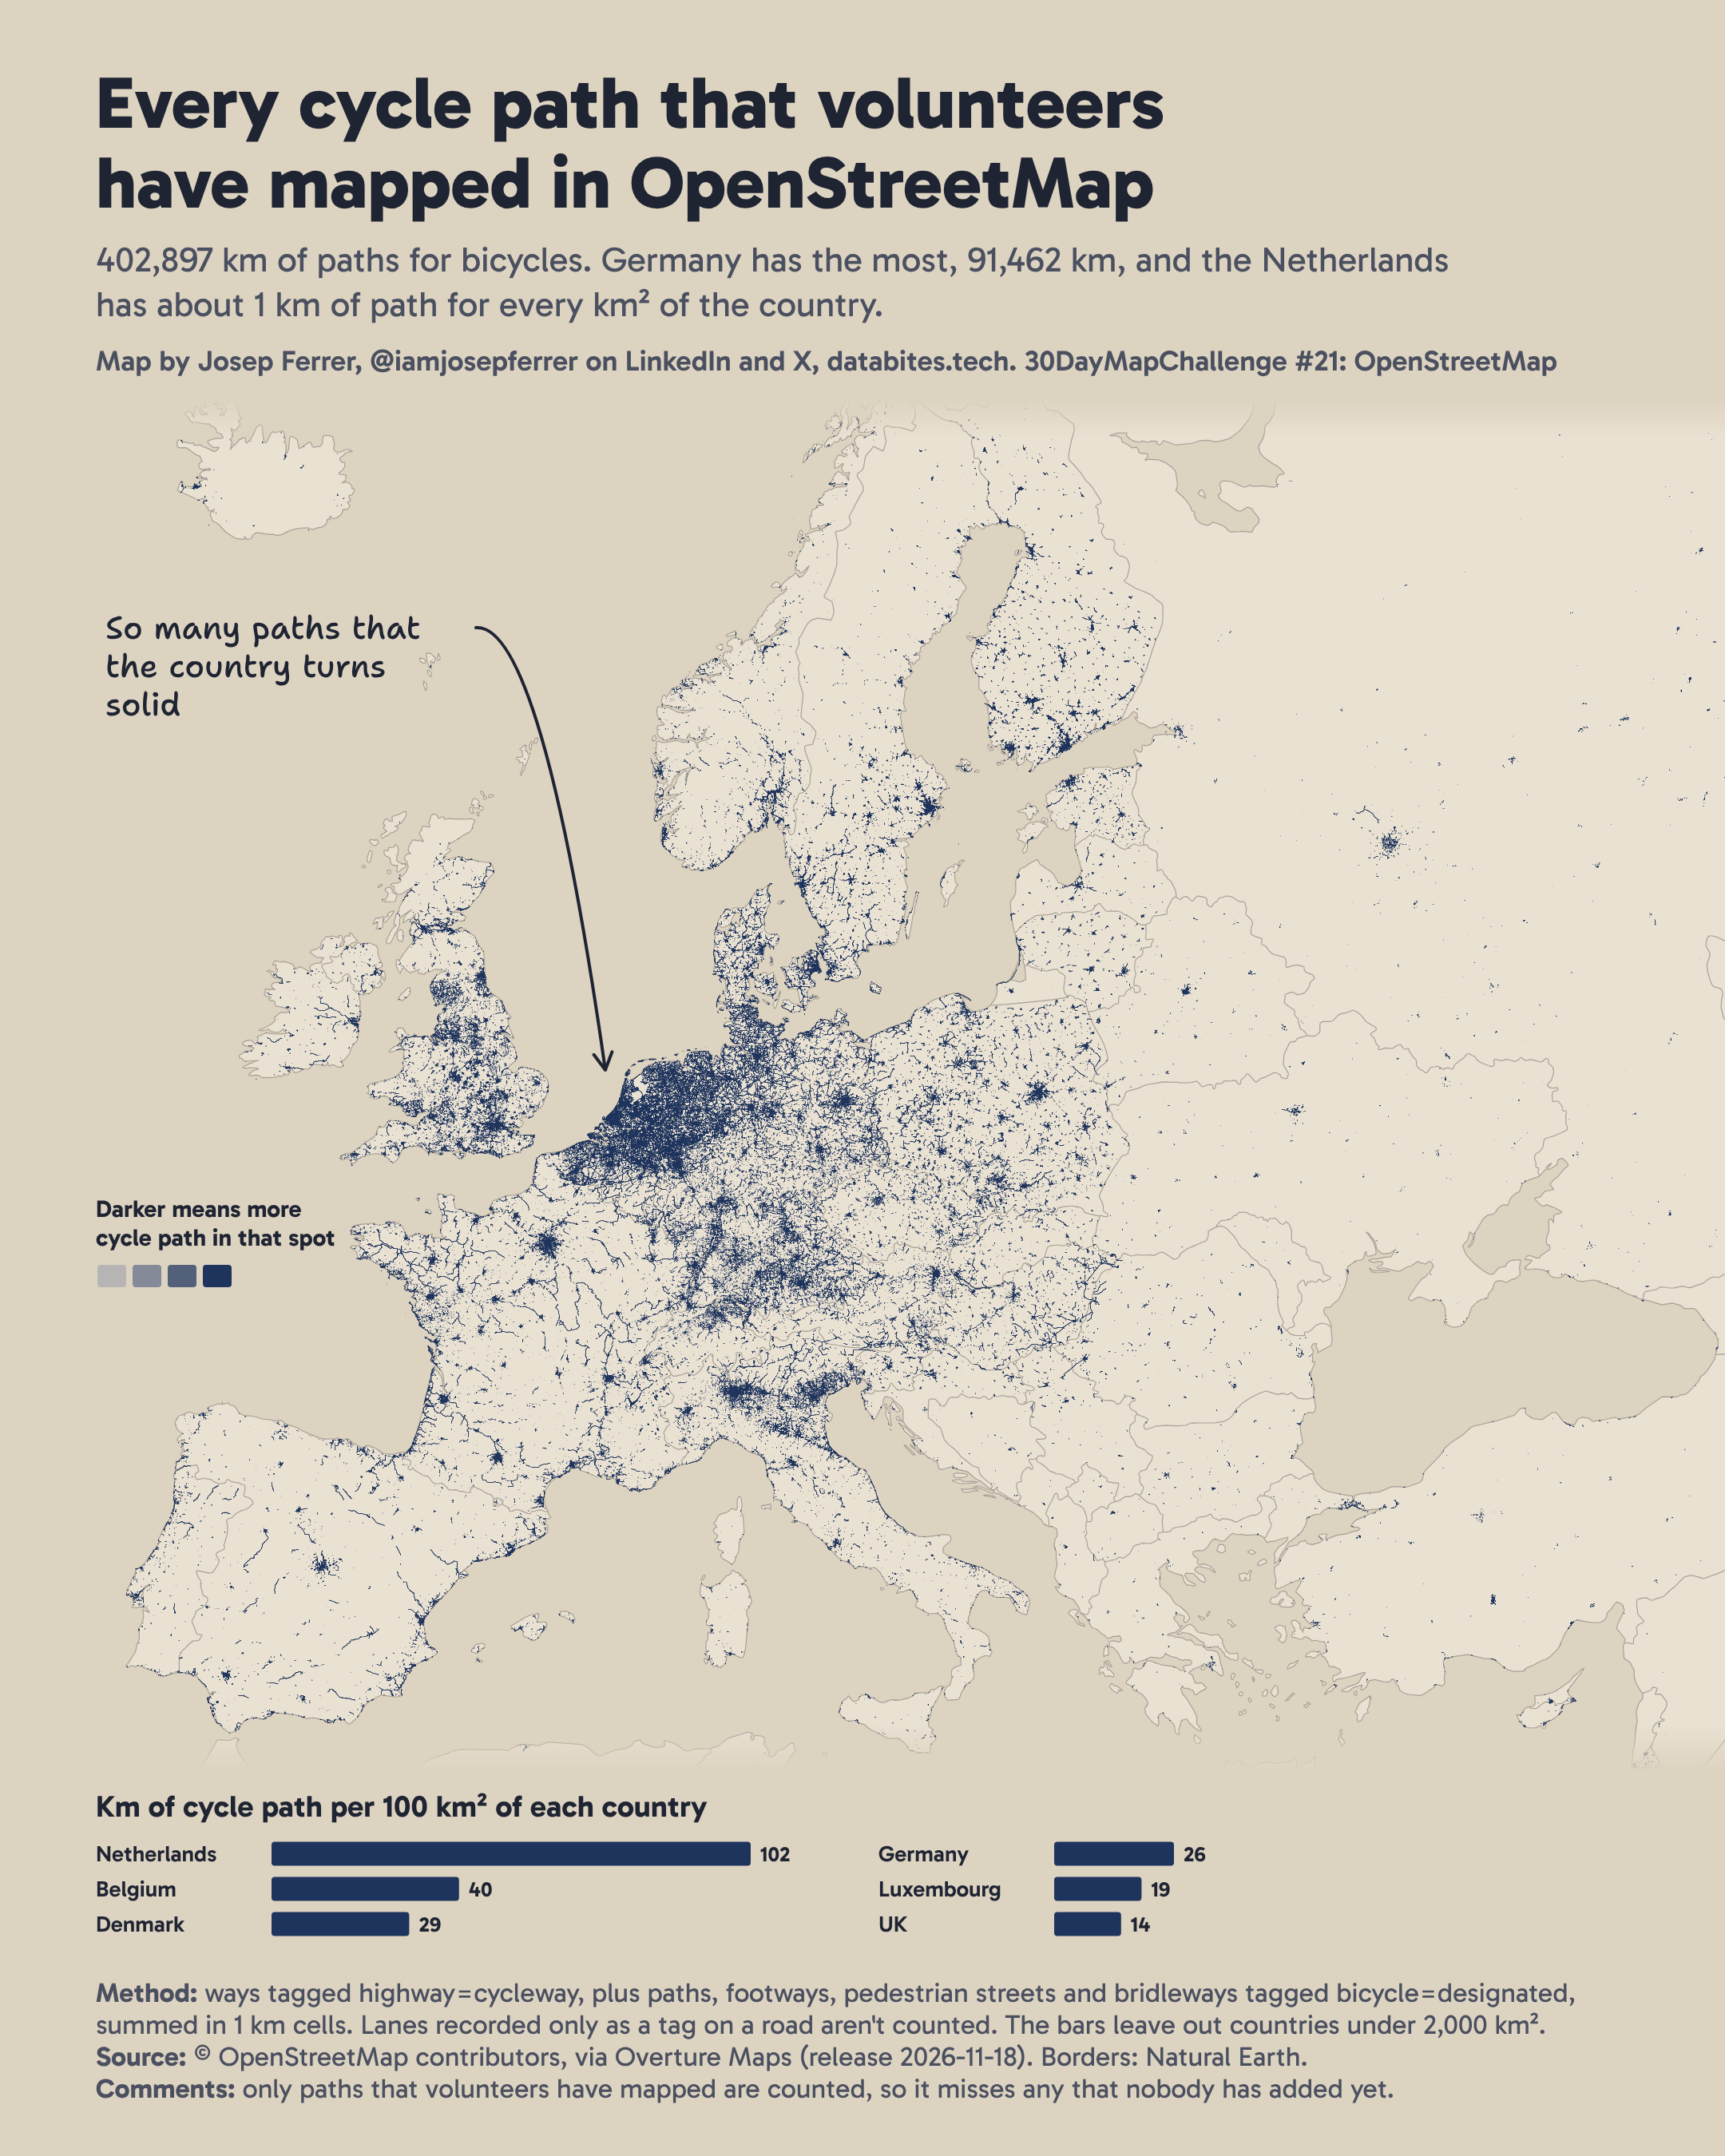 Every cycle path that volunteers
have mapped in OpenStreetMap
402,897 km of paths for bicycles. Germany has the most, 91,462 km, and the Netherlands
has about 1 km of path for every km² of the country.
Map by Josep Ferrer, @iamjosepferrer on LinkedIn and X, databites.tech. 30DayMapChallenge #21: OpenStreetMap
So many paths that
the country turns
solid
Darker means more
cycle path in that spot
Km of cycle path per 100 km² of each country
Netherlands 102
Belgium 40
Denmark 29
Germany 26
Luxembourg 19
UK 14
Method: ways tagged highway=cycleway, plus paths, footways, pedestrian streets and bridleways tagged bicycle=designated,
summed in 1 km cells. Lanes recorded only as a tag on a road aren't counted. The bars leave out countries under 2,000 km².
Source: © OpenStreetMap contributors, via Overture Maps (release 2026-11-18). Borders: Natural Earth.
Comments: only paths that volunteers have mapped are counted, so it misses any that nobody has added yet.